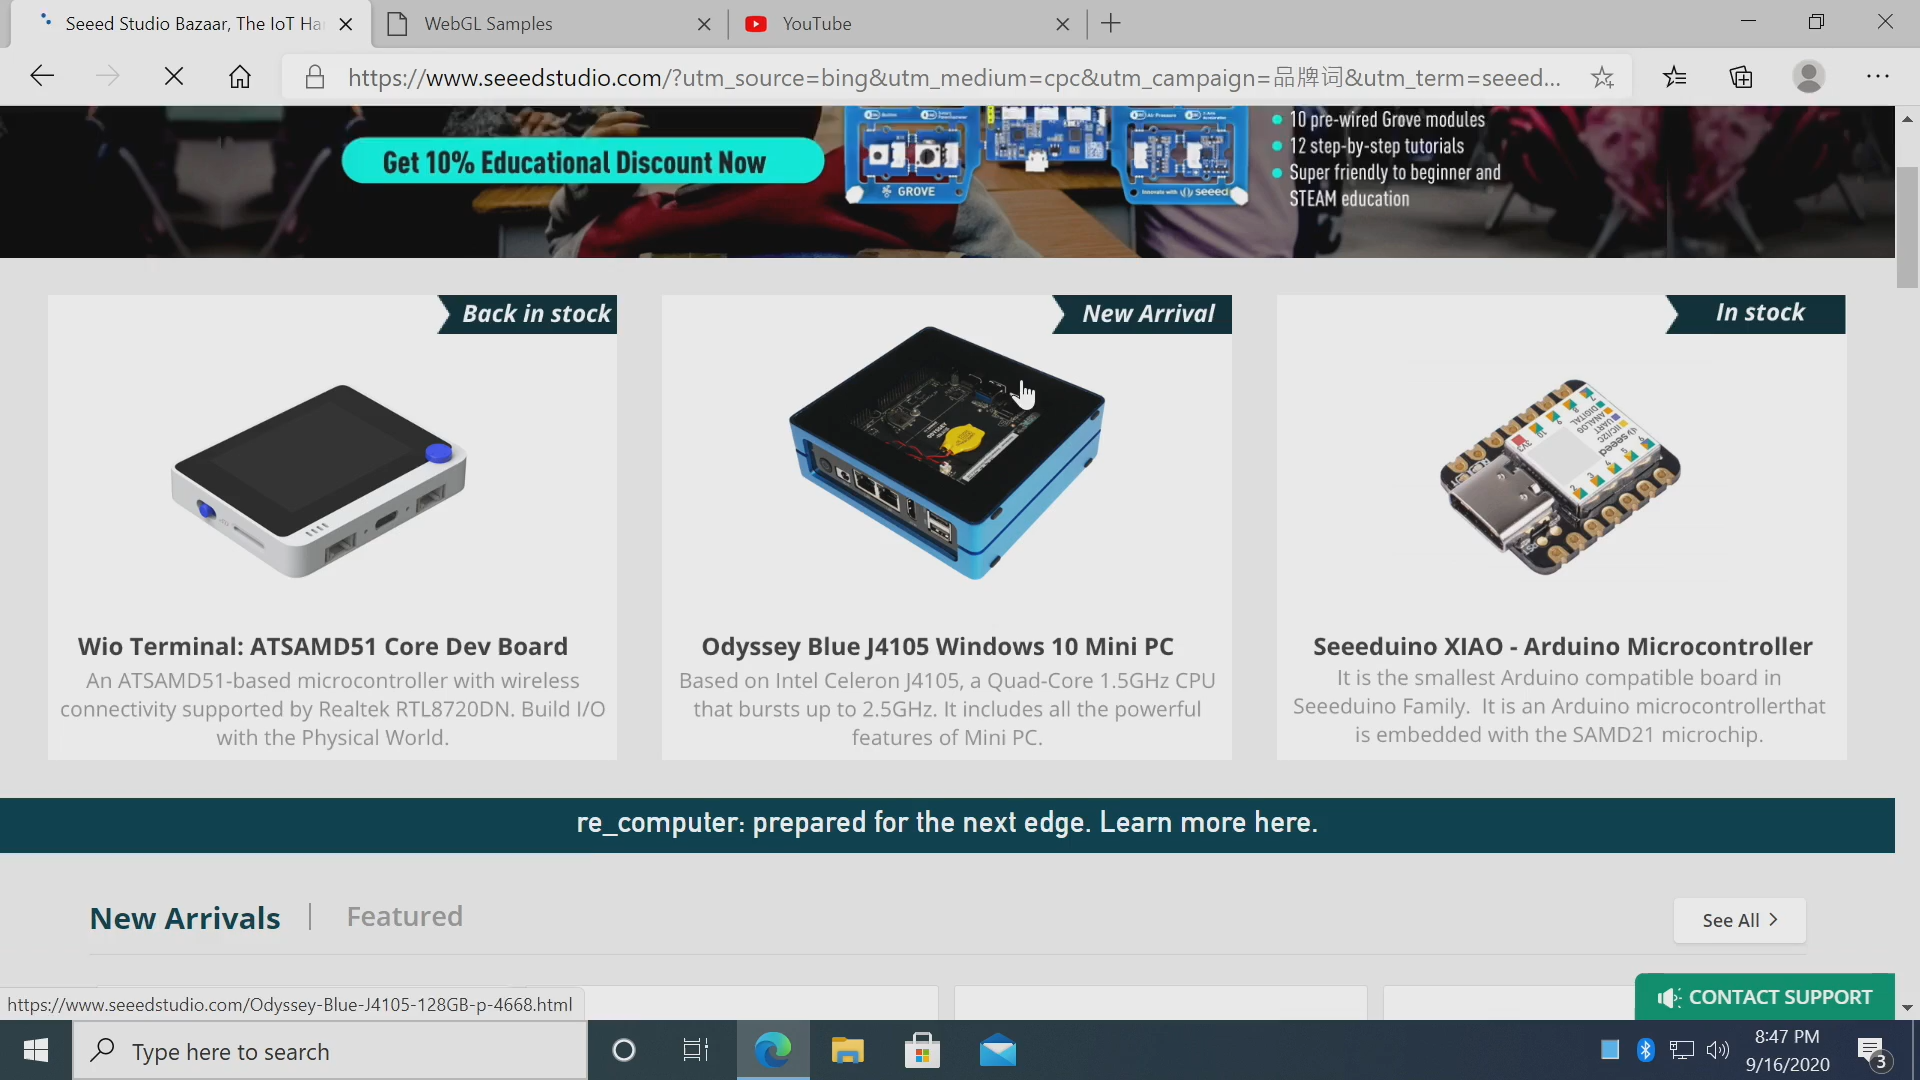 Seeed Studio Bazaar, The IoT Ha
WebGL Samples
YouTube
https://www.seeedstudio.com/?utm_source=bing&utm_medium=cpc&utm_campaign=品牌词&utm_term=seeed...
Get 10% Educational Discount Now
GROVE
Innovate with seeed
10 pre-wired Grove modules
12 step-by-step tutorials
Super friendly to beginner and
STEAM education
Back in stock
New Arrival
In stock
Wio Terminal: ATSAMD51 Core Dev Board
An ATSAMD51-based microcontroller with wireless
connectivity supported by Realtek RTL8720DN. Build I/O
with the Physical World.
Odyssey Blue J4105 Windows 10 Mini PC
Based on Intel Celeron J4105, a Quad-Core 1.5GHz CPU
that bursts up to 2.5GHz. It includes all the powerful
features of Mini PC.
Seeeduino XIAO - Arduino Microcontroller
It is the smallest Arduino compatible board in
Seeeduino Family. It is an Arduino microcontrollerthat
is embedded with the SAMD21 microchip.
re_computer: prepared for the next edge. Learn more here.
New Arrivals
Featured
See All
https://www.seeedstudio.com/Odyssey-Blue-J4105-128GB-p-4668.html
CONTACT SUPPORT
Type here to search
8:47 PM
9/16/2020
3